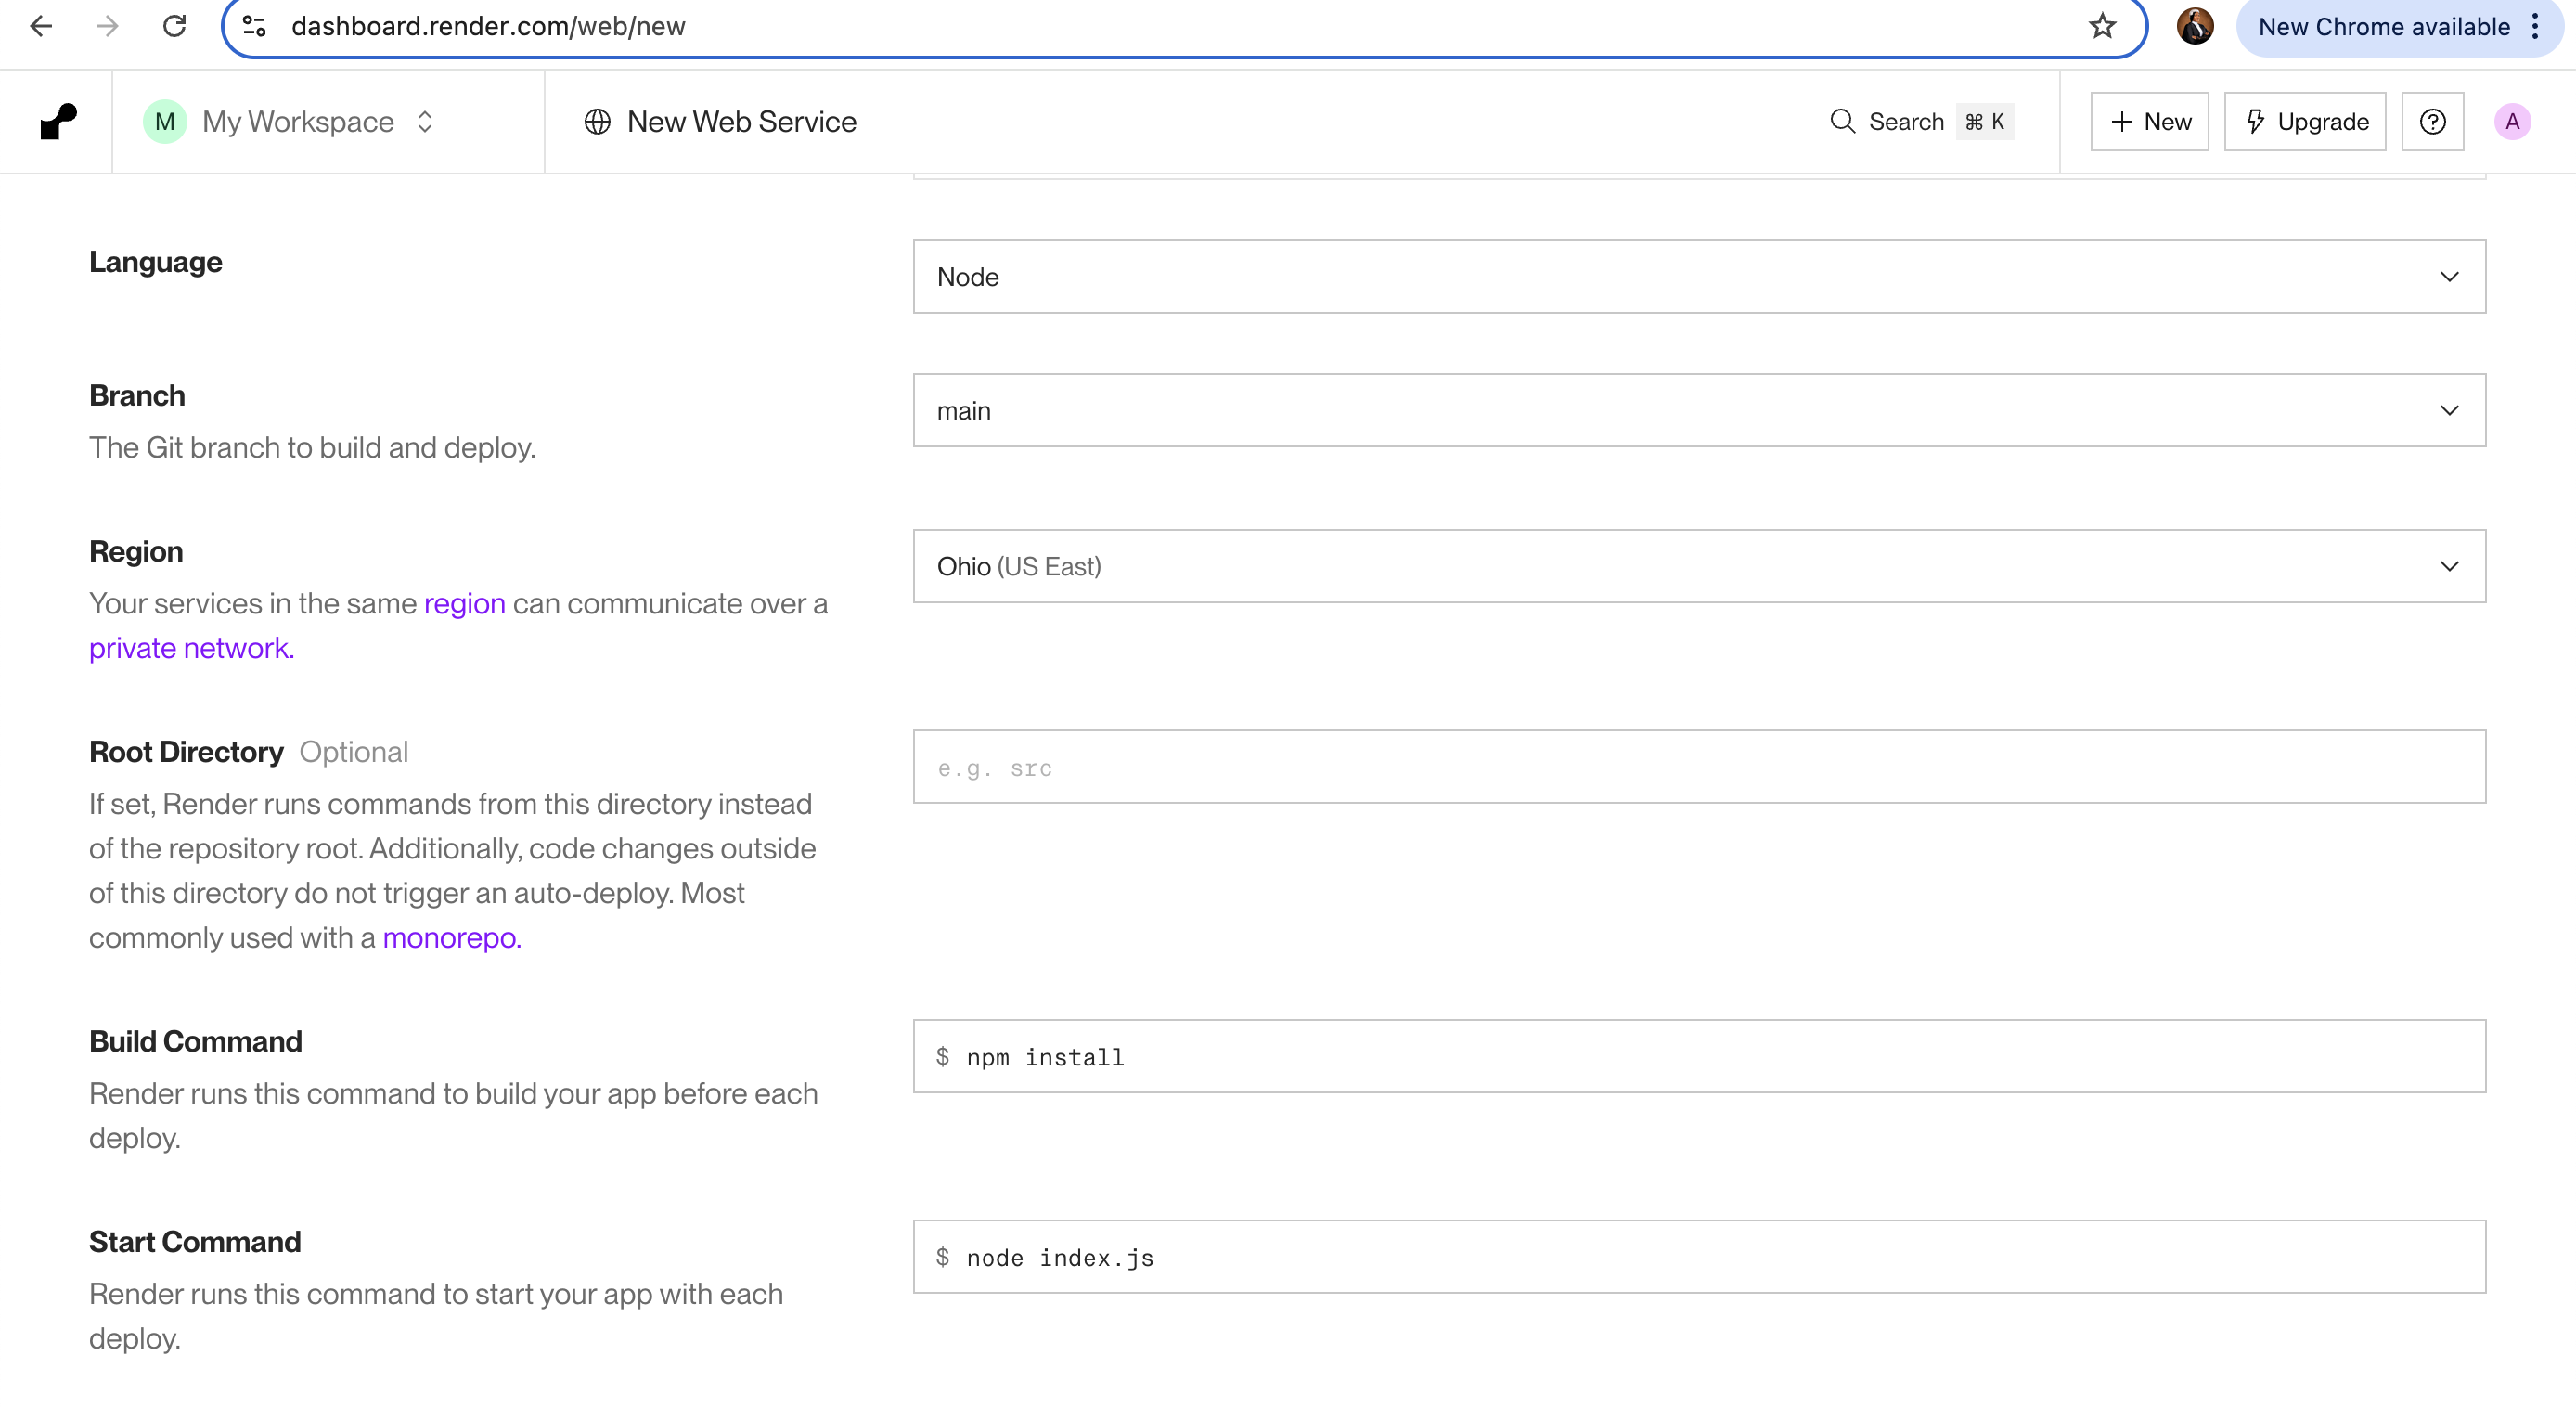 dashboard.render.com/web/new
New Chrome available
M My Workspace
New Web Service
Search ⌘ K
+ New
Upgrade
?
A
Language
Node
Branch
The Git branch to build and deploy.
main
Region
Your services in the same region can communicate over a
private network.
Ohio (US East)
Root Directory Optional
If set, Render runs commands from this directory instead
of the repository root. Additionally, code changes outside
of this directory do not trigger an auto-deploy. Most
commonly used with a monorepo.
e.g. src
Build Command
Render runs this command to build your app before each
deploy.
$ npm install
Start Command
Render runs this command to start your app with each
deploy.
$ node index.js